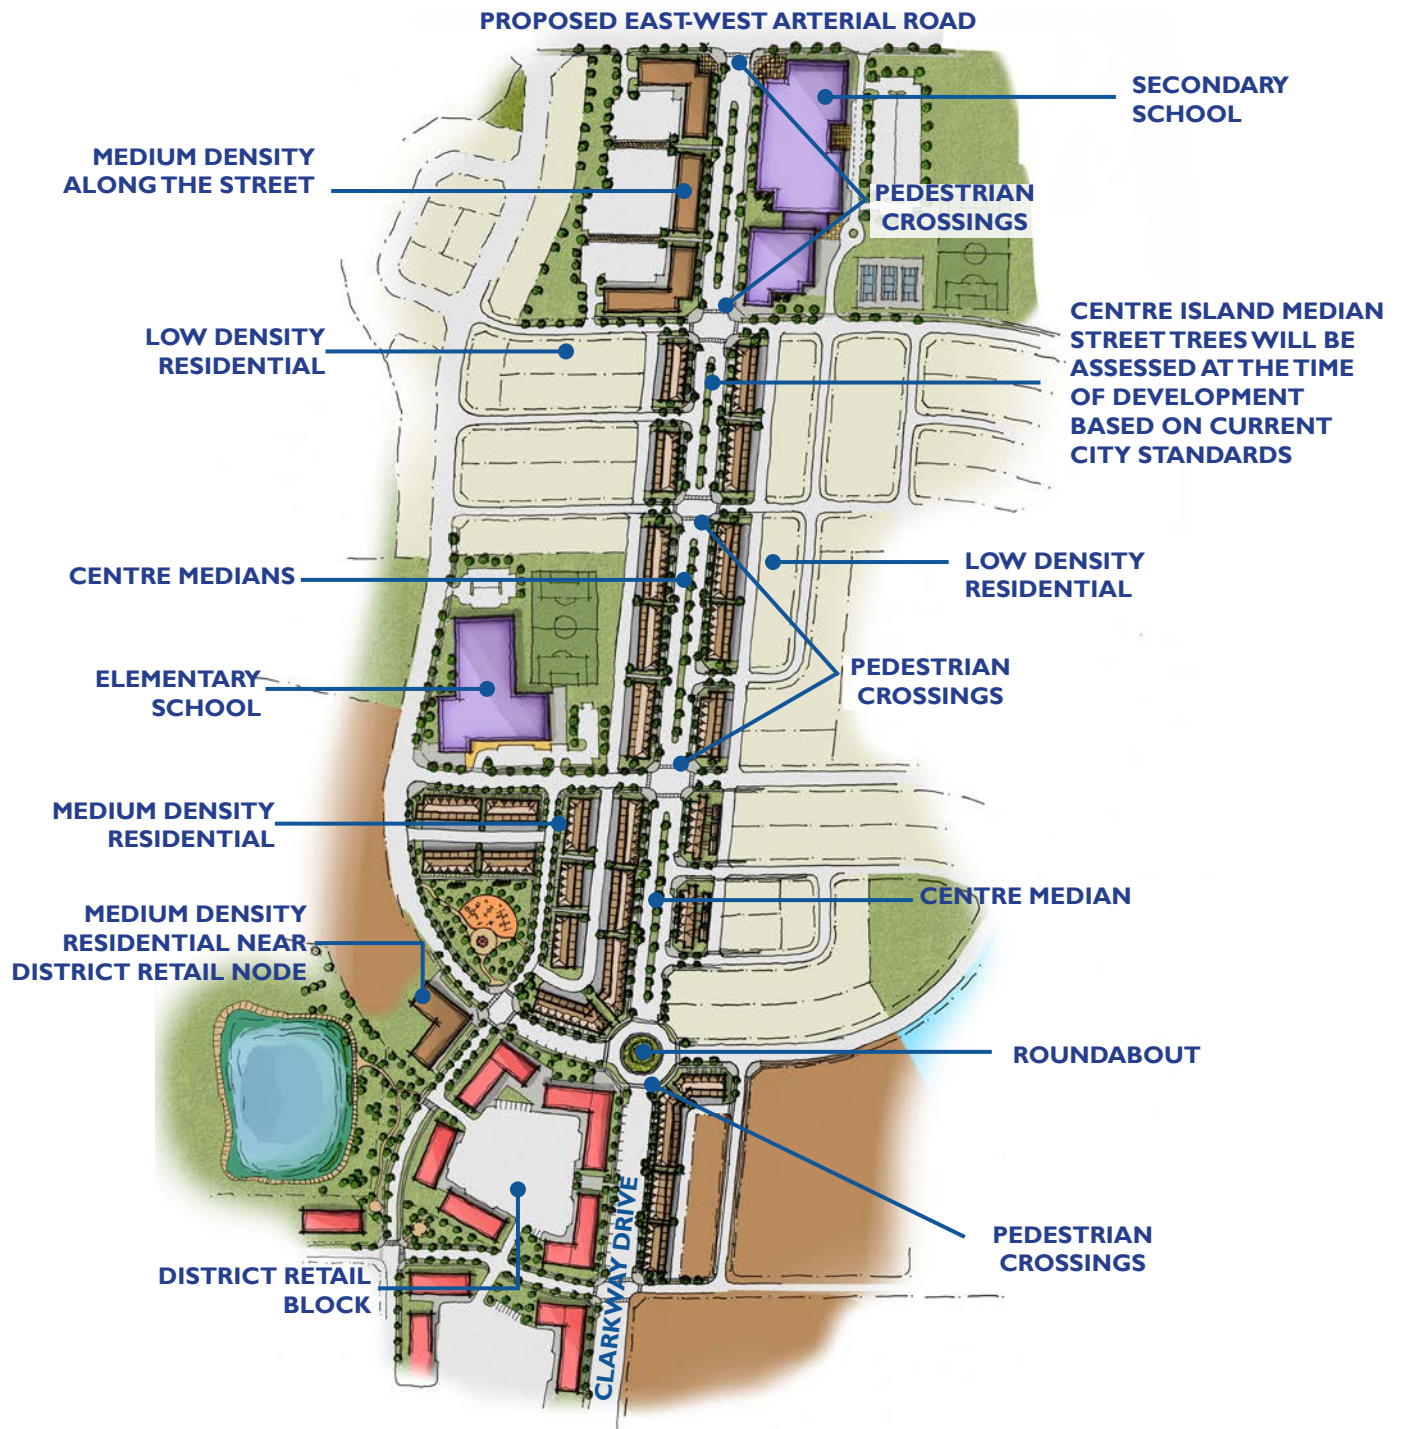 PROPOSED EAST-WEST ARTERIAL ROAD
SECONDARY
SCHOOL
MEDIUM DENSITY
ALONG THE STREET
PEDESTRIAN
CROSSINGS
LOW DENSITY
RESIDENTIAL
CENTRE ISLAND MEDIAN
STREET TREES WILL BE
ASSESSED AT THE TIME
OF DEVELOPMENT
BASED ON CURRENT
CITY STANDARDS
CENTRE MEDIANS
LOW DENSITY
RESIDENTIAL
ELEMENTARY
SCHOOL
PEDESTRIAN
CROSSINGS
MEDIUM DENSITY
RESIDENTIAL
CENTRE MEDIAN
MEDIUM DENSITY
RESIDENTIAL NEAR
DISTRICT RETAIL NODE
ROUNDABOUT
PEDESTRIAN
CROSSINGS
DISTRICT RETAIL
BLOCK
CLARKWAY DRIVE